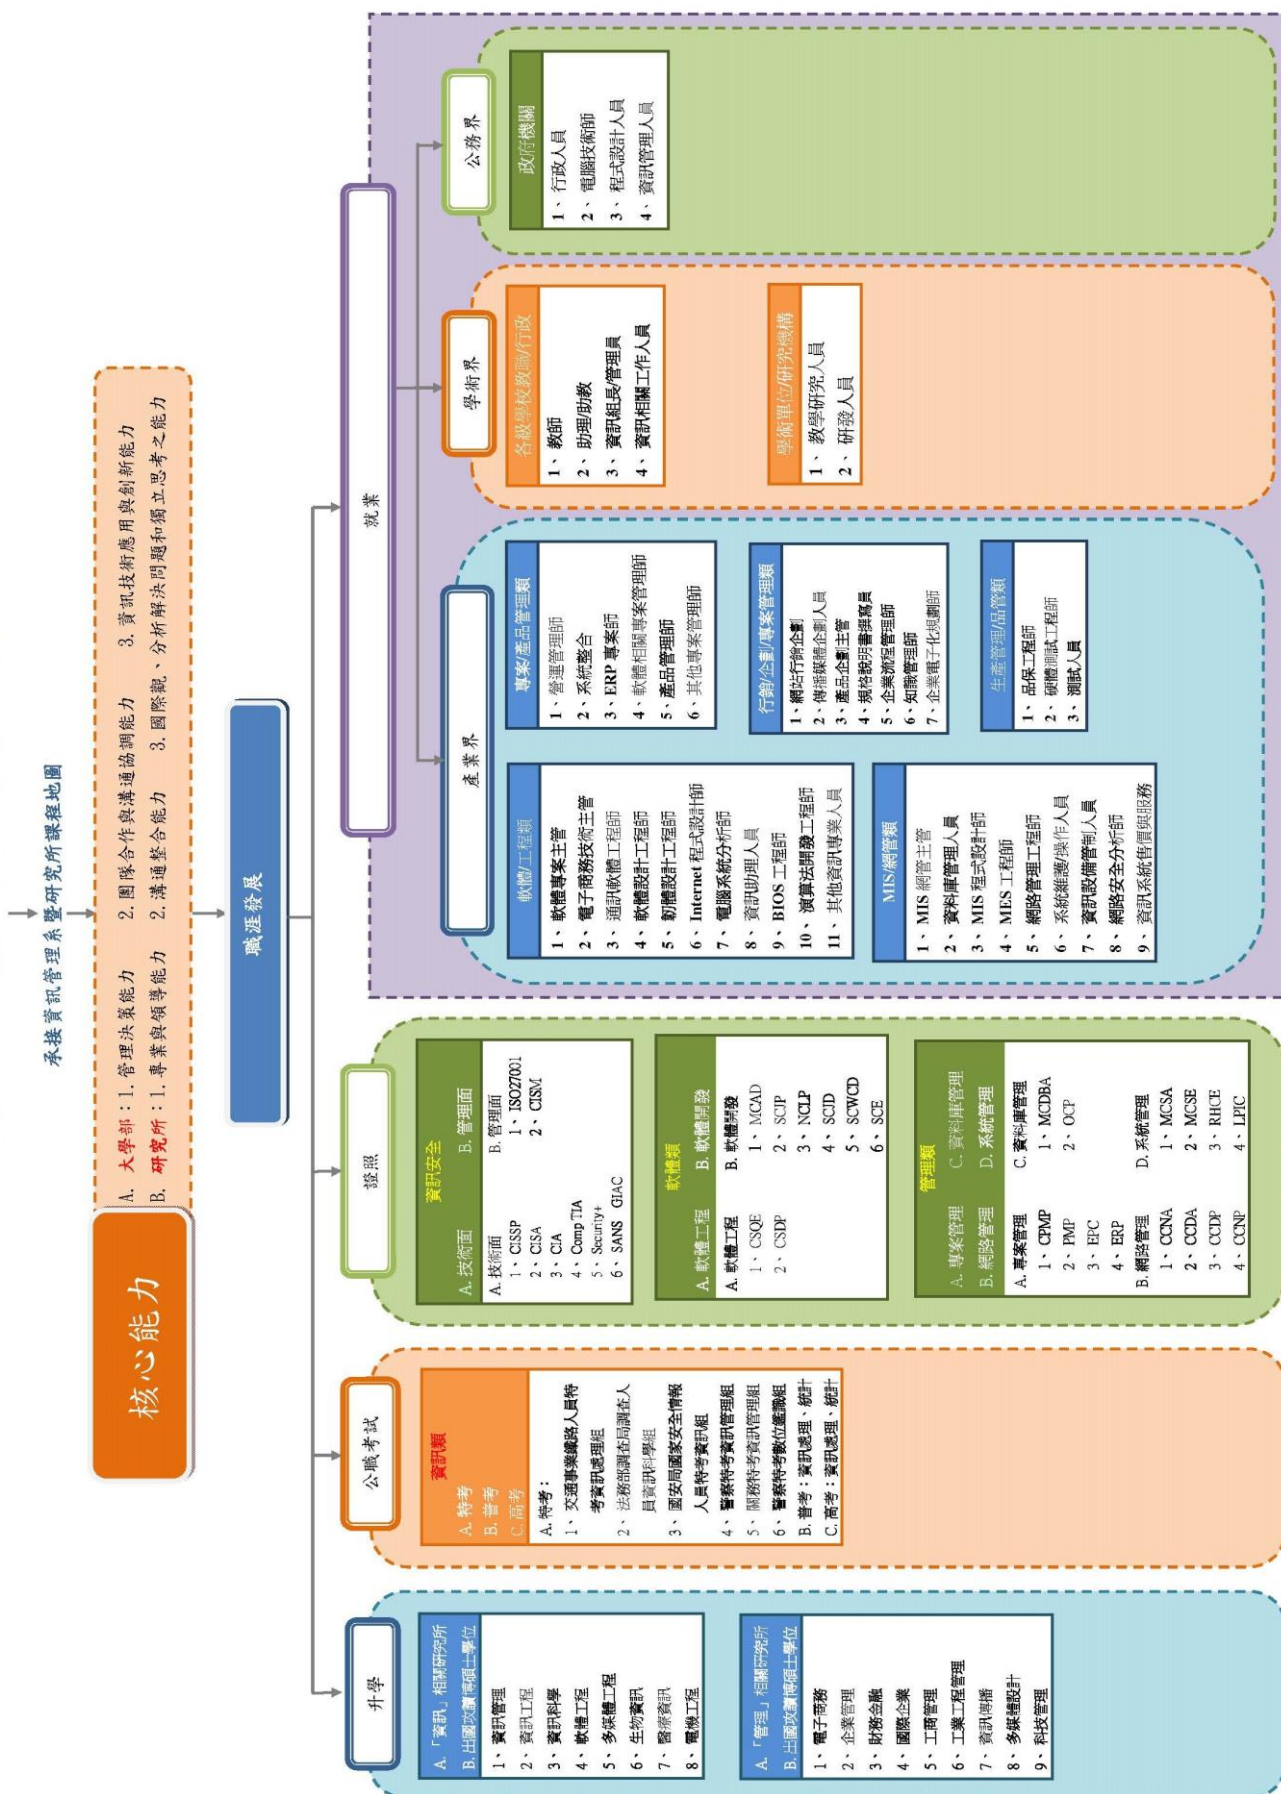 承接資訊管理系暨研究所課程地圖
核心能力
A. 大學部：1. 管理決策能力 2. 團隊合作與溝通協調能力 3. 資訊技術應用與創新能力
B. 研究所：1. 專業與領導能力 2. 溝通整合能力 3. 國際觀、分析解決問題和獨立思考之能力
職涯發展
升學
A.「資訊」相關研究所
B. 出國攻讀博碩士學位
1、資訊管理
2、資訊工程
3、資訊科學
4、軟體工程
5、多媒體工程
6、生物資訊
7、醫療資訊
8、電機工程
A.「管理」相關研究所
B. 出國攻讀博碩士學位
1、電子商務
2、企業管理
3、財務金融
4、國際企業
5、工商管理
6、工業工程管理
7、資訊傳播
8、多媒體設計
9、科技管理
公職考試
資訊類
A. 特考
B. 普考
C. 高考
A. 特考：
1、交通事業鐵路人員特
考資訊處理組
2、法務部調查局調查人
員資訊科學組
3、國安局國家安全情報
人員特考資訊組
4、警察特考資訊管理組
5、關務特考資訊管理組
6、警察特考數位鑑識組
B. 普考：資訊處理、統計
C. 高考：資訊處理、統計
證照
資訊安全
A. 技術面 B. 管理面
A. 技術面
1、CISSP
2、CISA
3、CIA
4、Comp TIA
5、Security+
6、SANS GIAC
B. 管理面
1、ISO27001
2、CISM
軟體類
A. 軟體工程 B. 軟體開發
A. 軟體工程
1、CSQE
2、CSDP
B. 軟體開發
1、MCAD
2、SCJP
3、NCLP
4、SCJD
5、SCWCD
6、SCE
管理類
A. 專案管理 C. 資料庫管理
B. 網路管理 D. 系統管理
A. 專案管理
1、CPMP
2、PMP
3、EPC
4、ERP
B. 網路管理
1、CCNA
2、CCDA
3、CCDP
4、CCNP
C. 資料庫管理
1、MCDBA
2、OCP
D. 系統管理
1、MCSA
2、MCSE
3、RHCE
4、LPIC
就業
產業界
軟體/工程類
1、軟體專案主管
2、電子商務技術主管
3、通訊軟體工程師
4、軟體設計工程師
5、韌體設計工程師
6、Internet 程式設計師
7、電腦系統分析師
8、資訊助理人員
9、BIOS 工程師
10、演算法開發工程師
11、其他資訊專業人員
MIS/網管類
1、MIS 網管主管
2、資料庫管理人員
3、MIS 程式設計師
4、MES 工程師
5、網路管理工程師
6、系統維護/操作人員
7、資訊設備管制人員
8、網路安全分析師
9、資訊系統售價與服務
專案/產品管理類
1、營運管理師
2、系統整合
3、ERP 專案師
4、軟體相關專案管理師
5、產品管理師
6、其他專案管理師
行銷/企劃/專案管理類
1、網站行銷企劃
2、傳播媒體企劃人員
3、產品企劃主管
4、規格說明書撰寫員
5、企業流程管理師
6、知識管理師
7、企業電子化規劃師
生產管理/品管類
1、品保工程師
2、硬體測試工程師
3、測試人員
學術界
各級學校教職/行政
1、教師
2、助理/助教
3、資訊組長/管理員
4、資訊相關工作人員
學術單位/研究機構
1、教學研究人員
2、研發人員
公務界
政府機關
1、行政人員
2、電腦技術師
3、程式設計人員
4、資訊管理人員